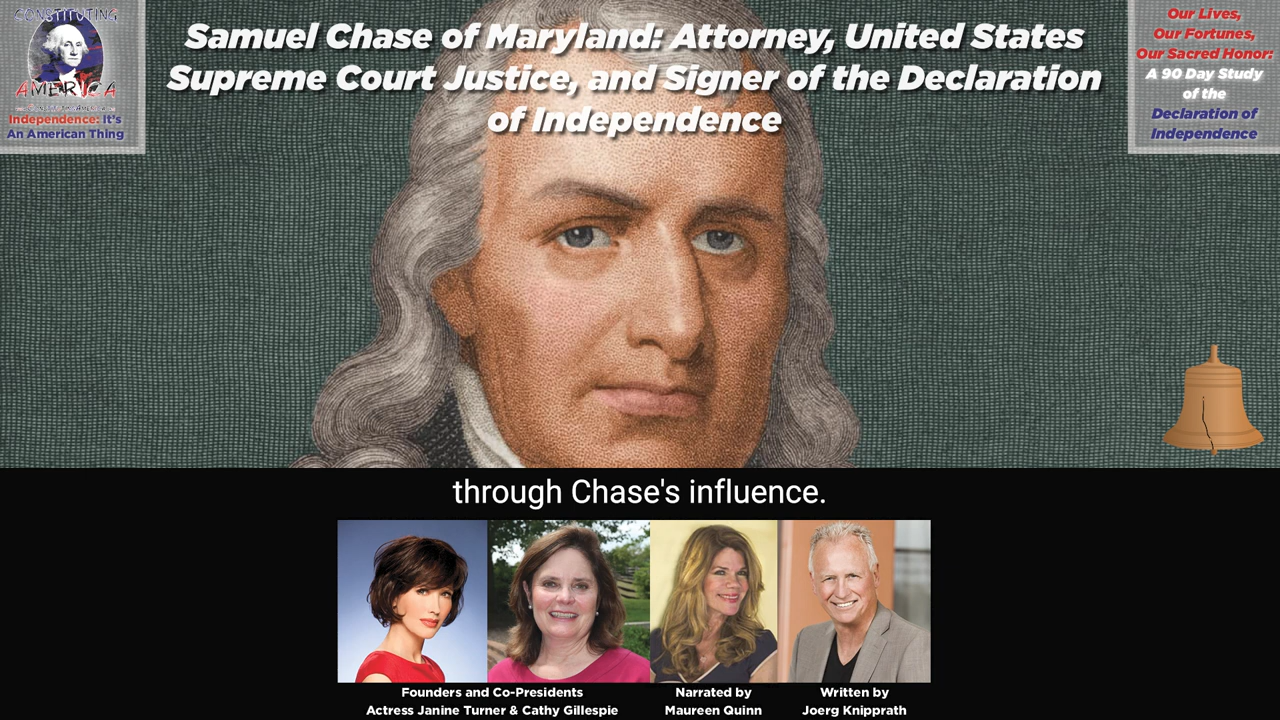 CONSTITUTING
AMERICA
Independence: It's
An American Thing
Samuel Chase of Maryland: Attorney, United States
Supreme Court Justice, and Signer of the Declaration
of Independence
Our Lives,
Our Fortunes,
Our Sacred Honor:
A 90 Day Study
of the
Declaration of
Independence
through Chase's influence.
Founders and Co-Presidents
Actress Janine Turner & Cathy Gillespie
Narrated by
Maureen Quinn
Written by
Joerg Knipprath